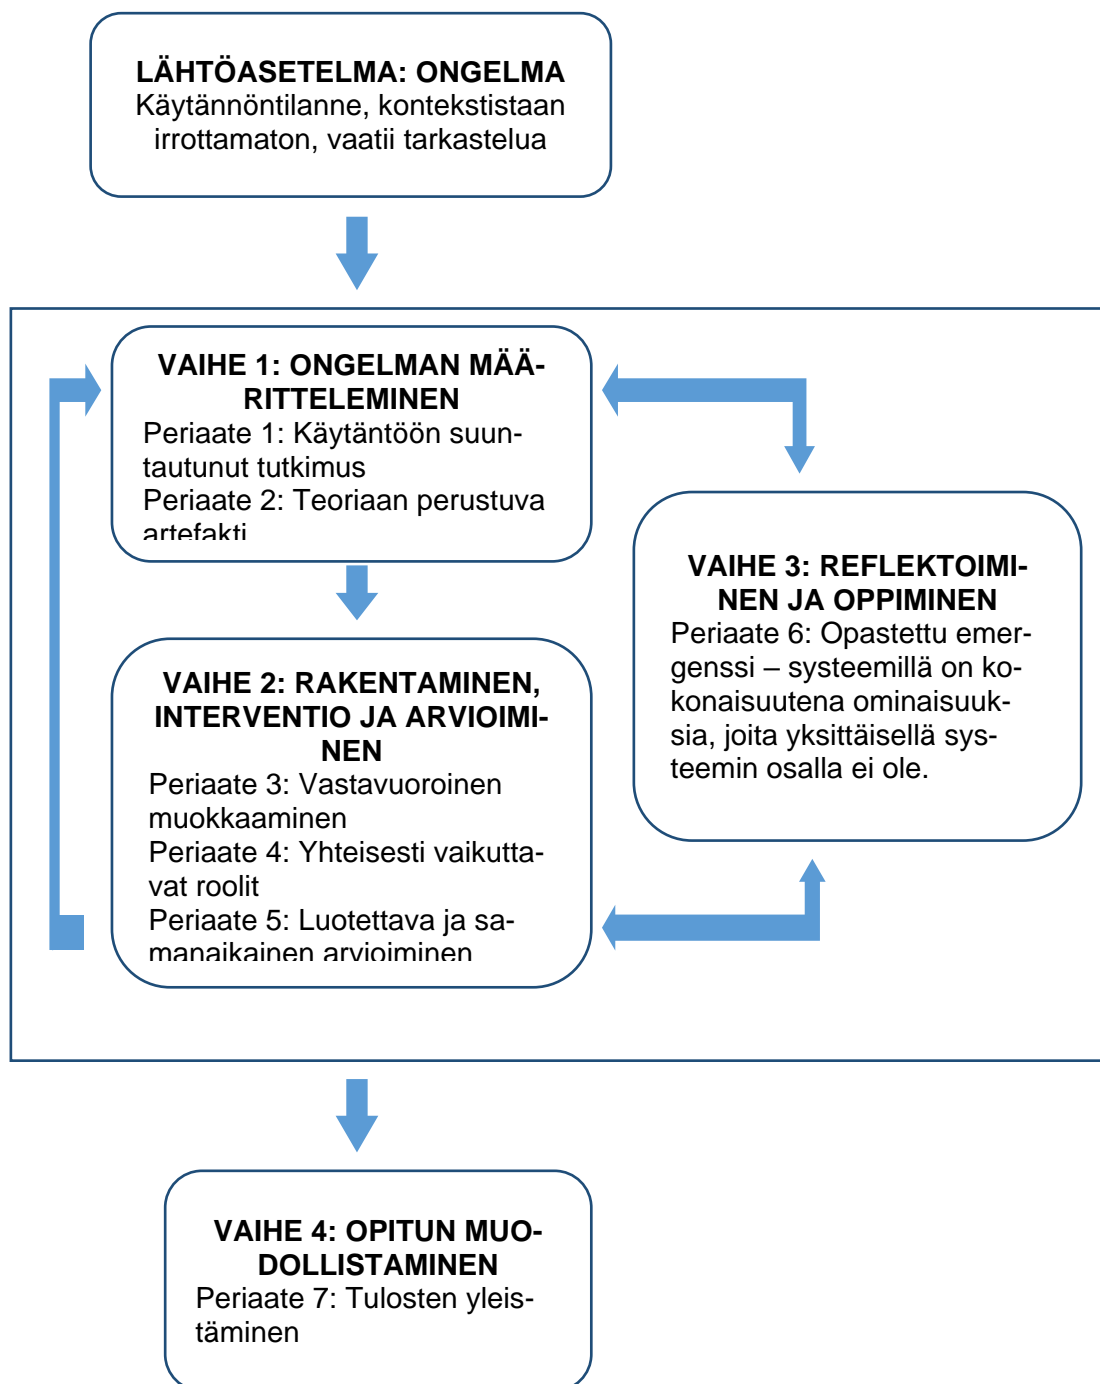 LÄHTÖASETELMA: ONGELMA
Käytännöntilanne, kontekstistaan
irrottamaton, vaatii tarkastelua
VAIHE 1: ONGELMAN MÄÄ-
RITTELEMINEN
Periaate 1: Käytäntöön suun-
tautunut tutkimus
Periaate 2: Teoriaan perustuva
artefakti
VAIHE 2: RAKENTAMINEN,
INTERVENTIO JA ARVIOIMI-
NEN
Periaate 3: Vastavuoroinen
muokkaaminen
Periaate 4: Yhteisesti vaikutta-
vat roolit
Periaate 5: Luotettava ja sa-
manaikainen arvioiminen
VAIHE 3: REFLEKTOIMI-
NEN JA OPPIMINEN
Periaate 6: Opastettu emer-
genssi – systeemillä on ko-
konaisuutena ominaisuuk-
sia, joita yksittäisellä sys-
teemin osalla ei ole.
VAIHE 4: OPITUN MUO-
DOLLISTAMINEN
Periaate 7: Tulosten yleis-
täminen